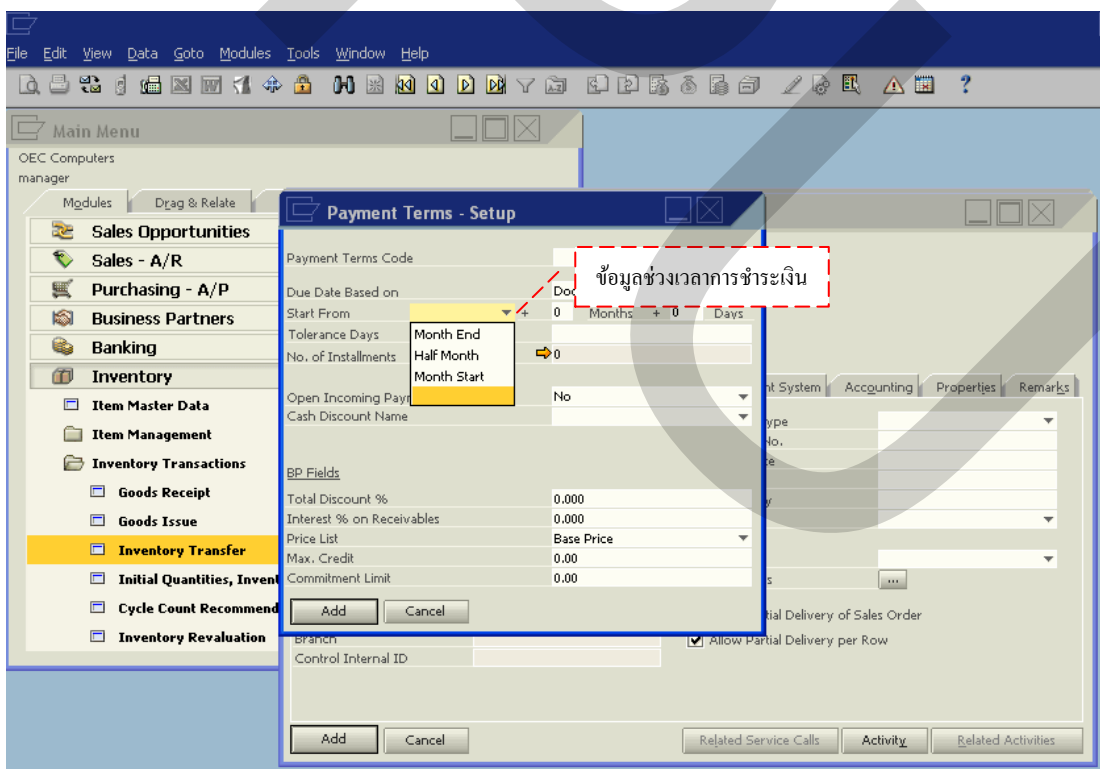 File Edit View Data Goto Modules Tools Window Help
Main Menu
OEC Computers
manager
Modules Drag & Relate
Sales Opportunities
Sales - A/R
Purchasing - A/P
Business Partners
Banking
Inventory
Item Master Data
Item Management
Inventory Transactions
Goods Receipt
Goods Issue
Inventory Transfer
Initial Quantities, Invent
Cycle Count Recommend
Inventory Revaluation
Payment Terms - Setup
Payment Terms Code
ข้อมูลช่วงเวลาการชำระเงิน
Due Date Based on Doc
Start From + 0 Months + 0 Days
Tolerance Days
No. of Installments 0
Month End
Half Month
Month Start
Open Incoming Payr No
Cash Discount Name
BP Fields
Total Discount % 0.000
Interest % on Receivables 0.000
Price List Base Price
Max. Credit 0.00
Commitment Limit 0.00
Add Cancel
nt System Accounting Properties Remarks
ype
No.
te
y
s ...
tial Delivery of Sales Order
Branch Allow Partial Delivery per Row
Control Internal ID
Add Cancel Related Service Calls Activity Related Activities